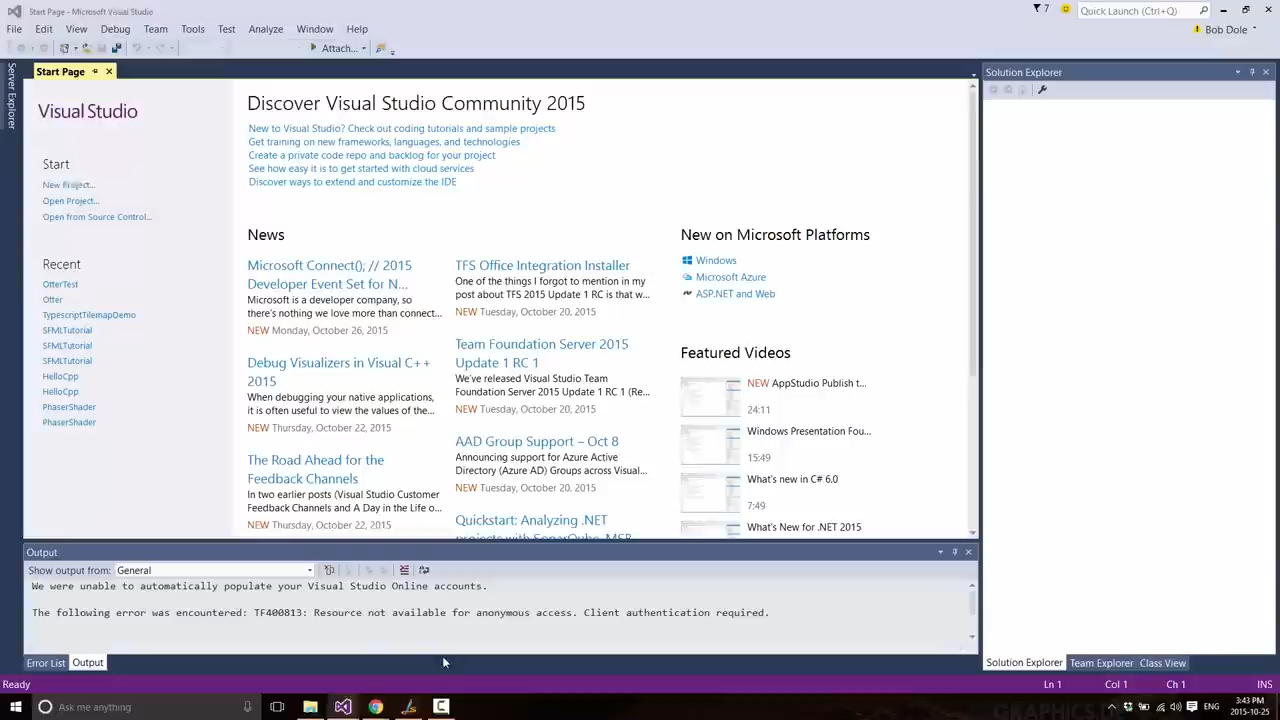 Start Page - Microsoft Visual Studio
7
Quick Launch (Ctrl+Q)
File Edit View Debug Team Tools Test Analyze Window Help
Bob Dole
Attach...
Server Explorer
Start Page
Visual Studio
Start
New Project...
Open Project...
Open from Source Control...
Recent
OtterTest
Otter
TypescriptTilemapDemo
SFMLTutorial
SFMLTutorial
SFMLTutorial
HelloCpp
HelloCpp
PhaserShader
PhaserShader
Discover Visual Studio Community 2015
New to Visual Studio? Check out coding tutorials and sample projects
Get training on new frameworks, languages, and technologies
Create a private code repo and backlog for your project
See how easy it is to get started with cloud services
Discover ways to extend and customize the IDE
News
Microsoft Connect(); // 2015
Developer Event Set for N...
Microsoft is a developer company, so
there's nothing we love more than connect...
NEW Monday, October 26, 2015
Debug Visualizers in Visual C++
2015
When debugging your native applications,
it is often useful to view the values of the...
NEW Thursday, October 22, 2015
The Road Ahead for the
Feedback Channels
In two earlier posts (Visual Studio Customer
Feedback Channels and A Day in the Life o...
NEW Thursday, October 22, 2015
TFS Office Integration Installer
One of the things I forgot to mention in my
post about TFS 2015 Update 1 RC is that w...
NEW Tuesday, October 20, 2015
Team Foundation Server 2015
Update 1 RC 1
We've released Visual Studio Team
Foundation Server 2015 Update 1 RC 1 (Re...
NEW Tuesday, October 20, 2015
AAD Group Support – Oct 8
Announcing support for Azure Active
Directory (Azure AD) Groups across Visual...
NEW Tuesday, October 20, 2015
Quickstart: Analyzing .NET
projects with SonarQube, MSB
New on Microsoft Platforms
Windows
Microsoft Azure
ASP.NET and Web
Featured Videos
NEW AppStudio Publish t...
24:11
Windows Presentation Fou...
15:49
What's new in C# 6.0
7:49
What's New for .NET 2015
Solution Explorer
Output
Show output from: General
We were unable to automatically populate your Visual Studio Online accounts.
The following error was encountered: TF400813: Resource not available for anonymous access. Client authentication required.
Error List Output
Solution Explorer Team Explorer Class View
Ready
Ln 1 Col 1 Ch 1 INS
Ask me anything
ENG
3:43 PM
2015-10-25